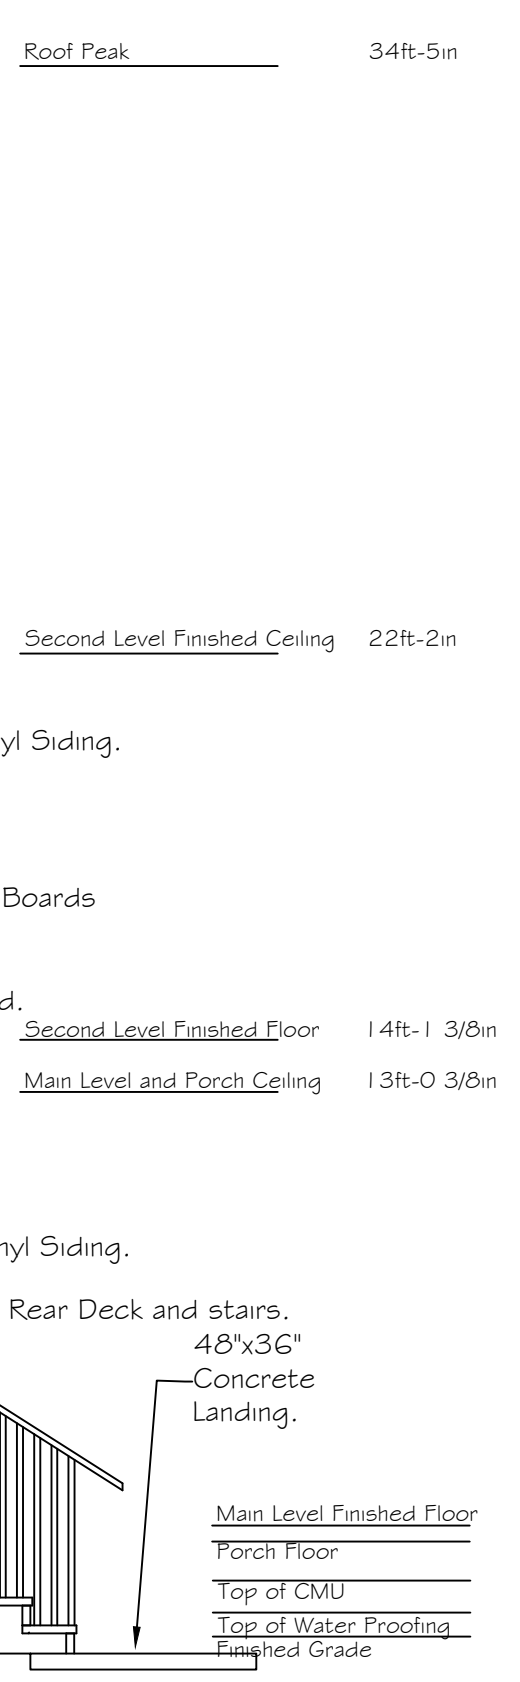 Roof Peak 34ft-5in
Second Level Finished Ceiling 22ft-2in
yl Siding.
Boards
d.
Second Level Finished Floor 14ft-1 3/8in
Main Level and Porch Ceiling 13ft-0 3/8in
nyl Siding.
Rear Deck and stairs.
48"x36"
Concrete
Landing.
Main Level Finished Floor
Porch Floor
Top of CMU
Top of Water Proofing
Finished Grade